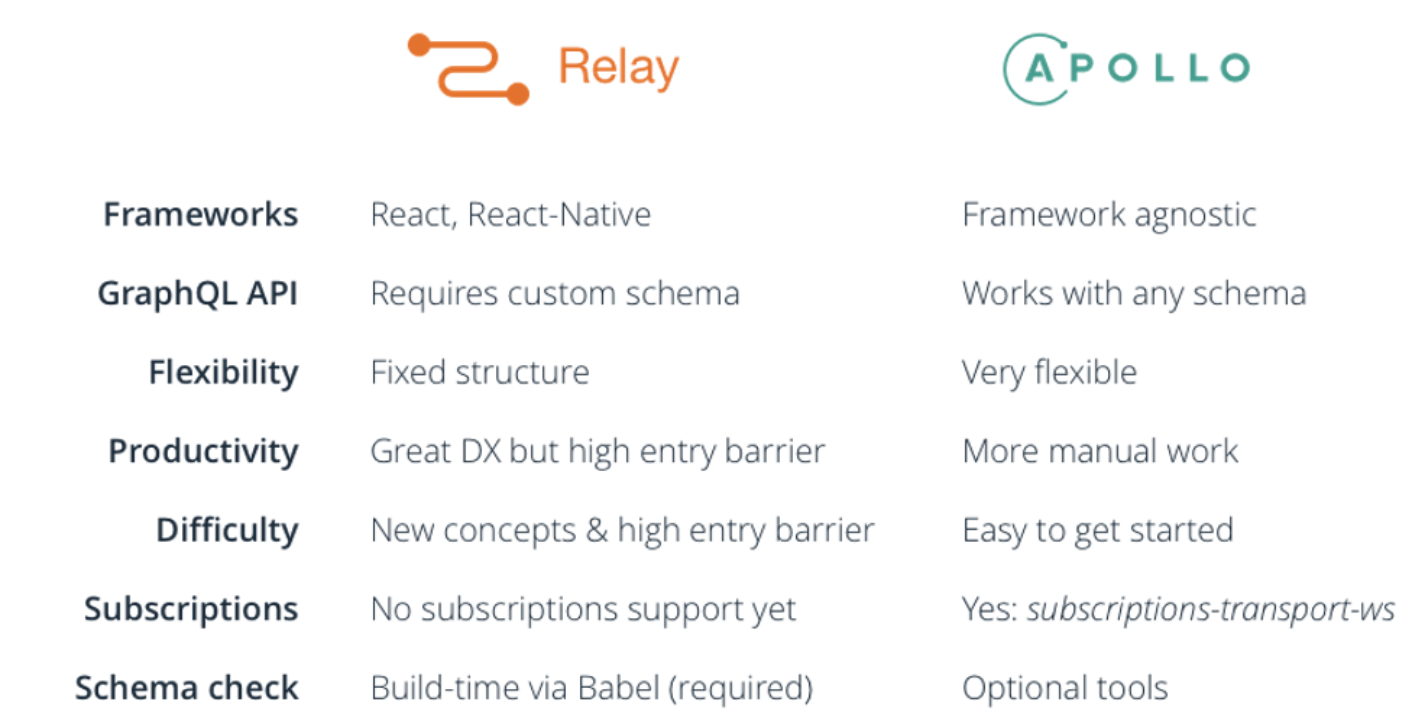 Relay APOLLO
Frameworks React, React-Native Framework agnostic
GraphQL API Requires custom schema Works with any schema
Flexibility Fixed structure Very flexible
Productivity Great DX but high entry barrier More manual work
Difficulty New concepts & high entry barrier Easy to get started
Subscriptions No subscriptions support yet Yes: subscriptions-transport-ws
Schema check Build-time via Babel (required) Optional tools